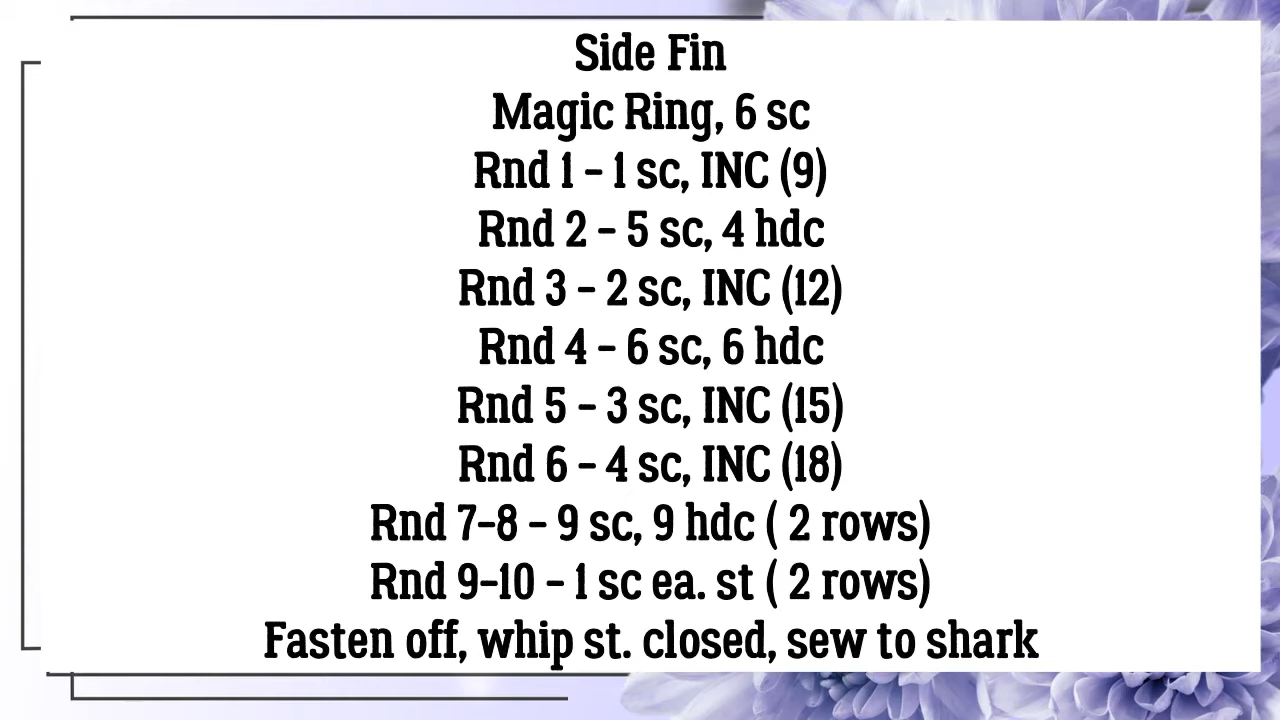 Side Fin
Magic Ring, 6 sc
Rnd 1 - 1 sc, INC (9)
Rnd 2 - 5 sc, 4 hdc
Rnd 3 - 2 sc, INC (12)
Rnd 4 - 6 sc, 6 hdc
Rnd 5 - 3 sc, INC (15)
Rnd 6 - 4 sc, INC (18)
Rnd 7-8 - 9 sc, 9 hdc ( 2 rows)
Rnd 9-10 - 1 sc ea. st ( 2 rows)
Fasten off, whip st. closed, sew to shark